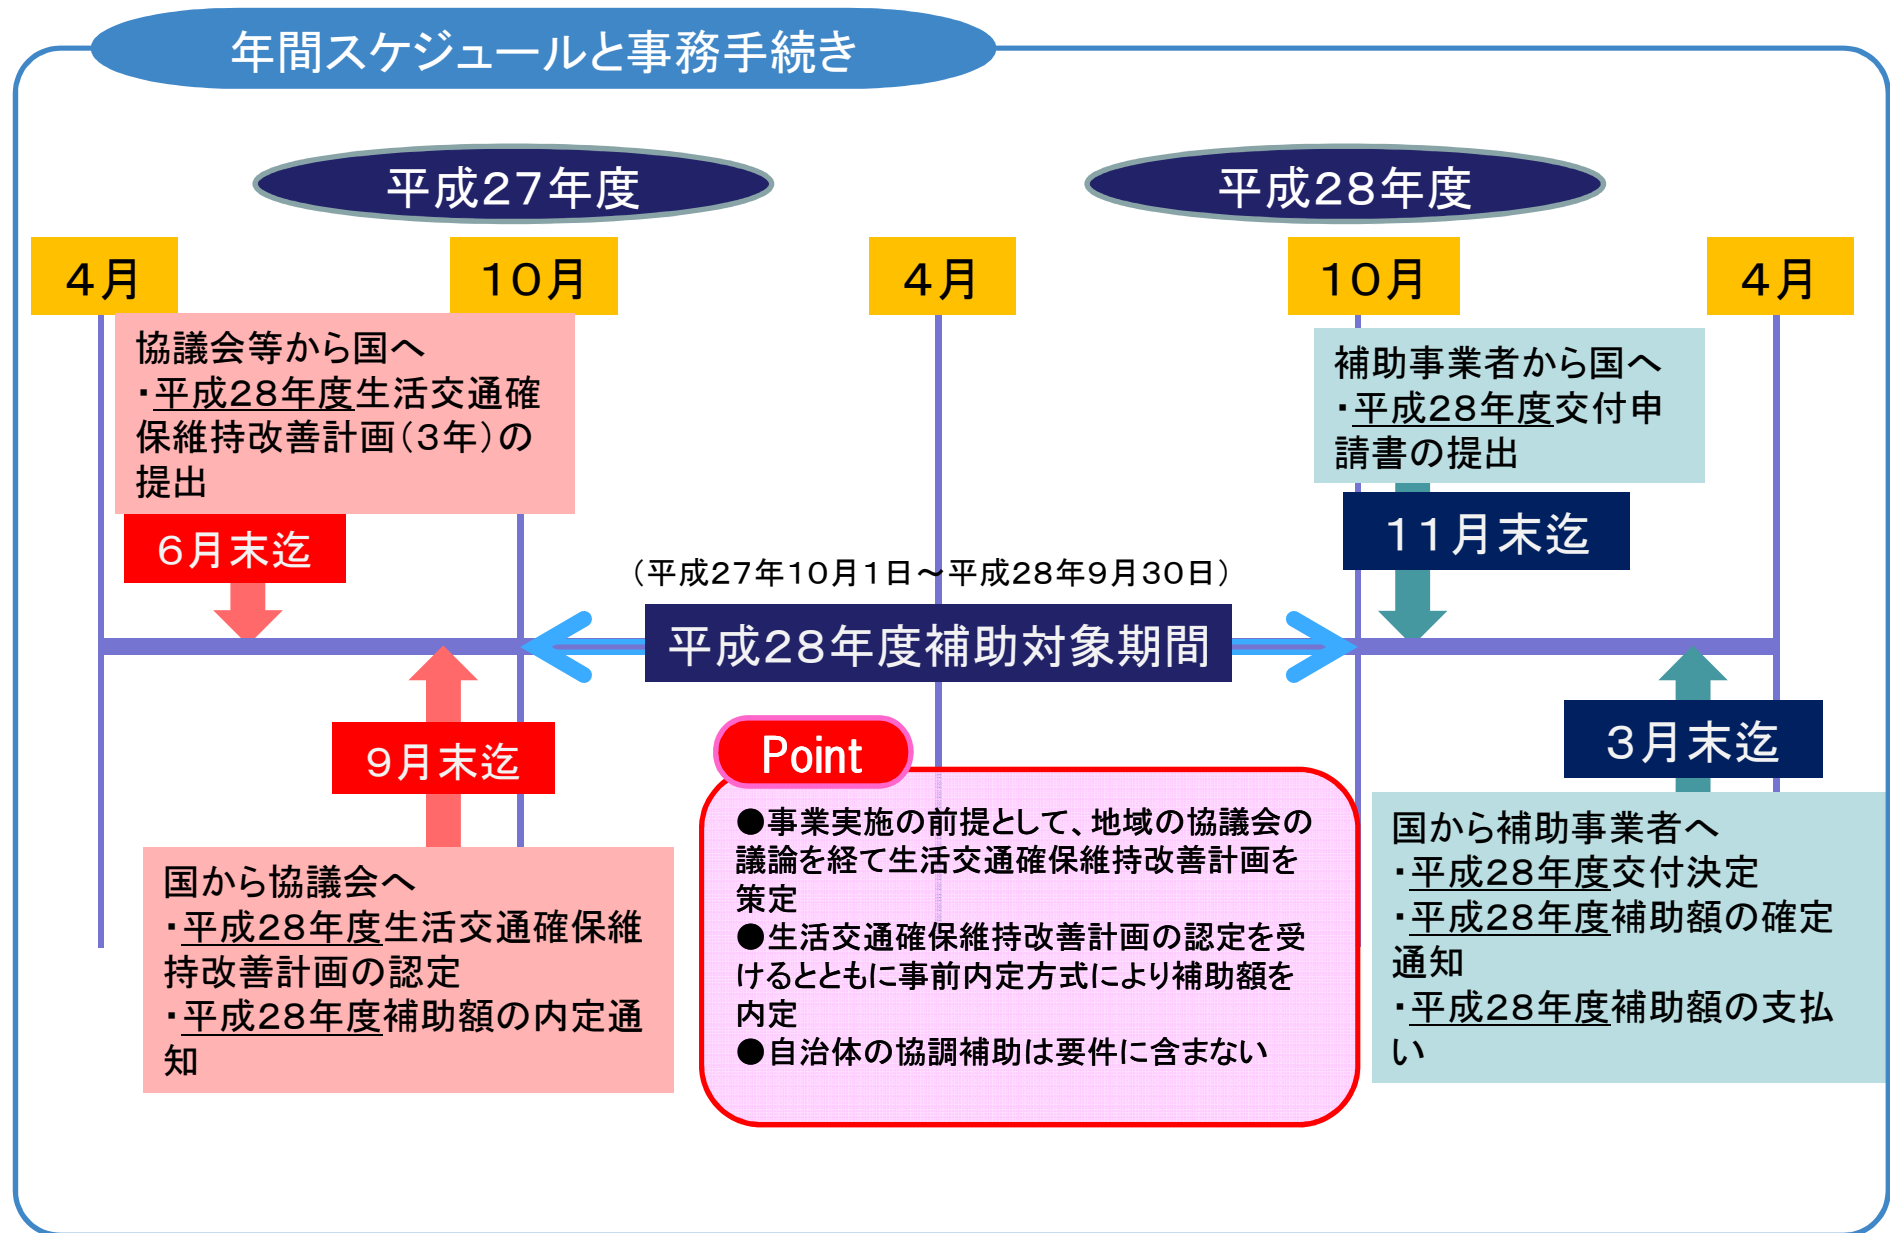 年間スケジュールと事務手続き
平成27年度
平成28年度
4月
10月
4月
10月
4月
協議会等から国へ
・平成28年度生活交通確
保維持改善計画（3年）の
提出
6月末迄
補助事業者から国へ
・平成28年度交付申
請書の提出
11月末迄
（平成27年10月1日～平成28年9月30日）
平成28年度補助対象期間
9月末迄
国から協議会へ
・平成28年度生活交通確保維
持改善計画の認定
・平成28年度補助額の内定通
知
Point
●事業実施の前提として、地域の協議会の
議論を経て生活交通確保維持改善計画を
策定
●生活交通確保維持改善計画の認定を受
けるとともに事前内定方式により補助額を
内定
●自治体の協調補助は要件に含まない
3月末迄
国から補助事業者へ
・平成28年度交付決定
・平成28年度補助額の確定
通知
・平成28年度補助額の支払
い